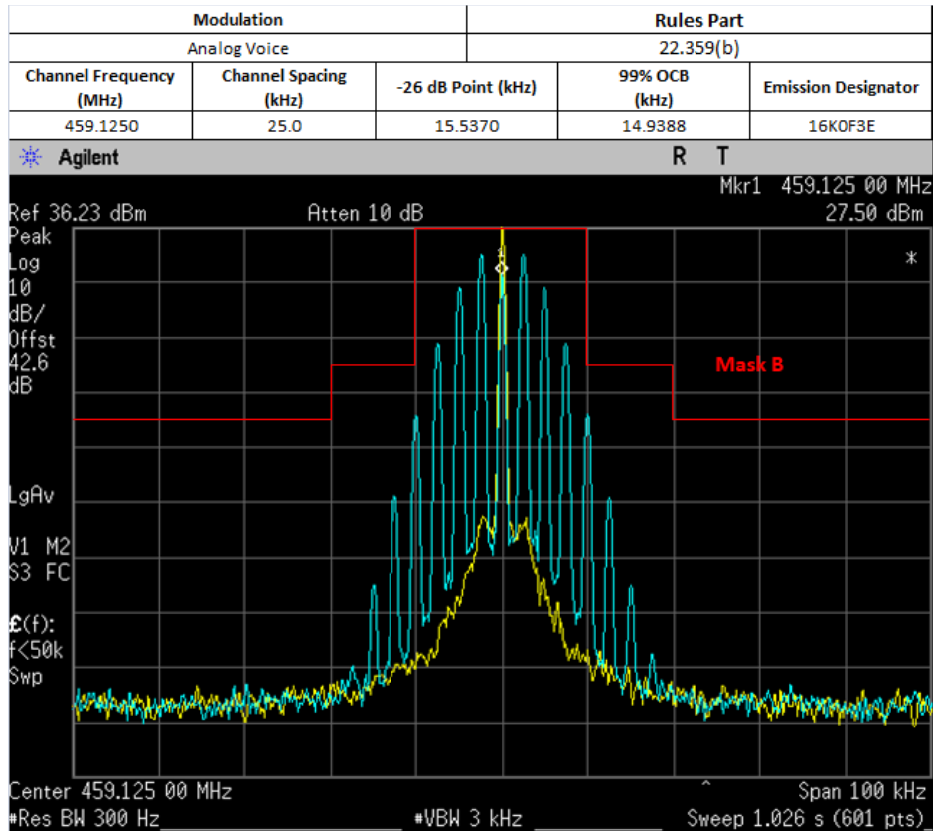 Modulation Rules Part
Analog Voice 22.359(b)
Channel Frequency (MHz) Channel Spacing (kHz) -26 dB Point (kHz) 99% OCB (kHz) Emission Designator
459.1250 25.0 15.5370 14.9388 16K0F3E
Agilent R T
Mkr1 459.125 00 MHz
Ref 36.23 dBm Atten 10 dB 27.50 dBm
Peak
Log
10
dB/
Offst
42.6
dB
1
*
Mask B
LgAv
V1 M2
S3 FC
£(f):
f<50k
Swp
Center 459.125 00 MHz Span 100 kHz
#Res BW 300 Hz #VBW 3 kHz Sweep 1.026 s (601 pts)